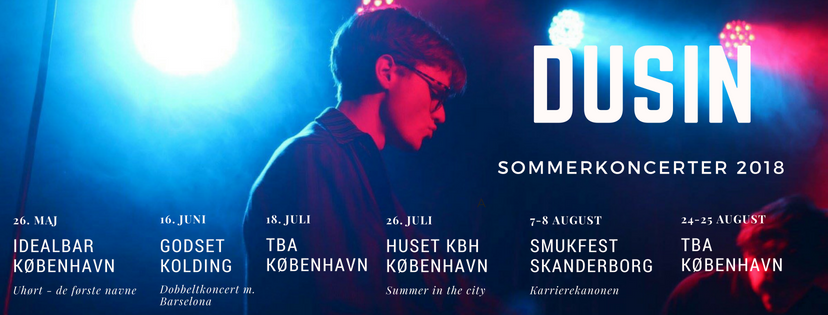 DUSIN
SOMMERKONCERTER 2018
26. MAJ
IDEALBAR
KØBENHAVN
Uhørt - de første navne
16. JUNI
GODSET
KOLDING
Dobbeltkoncert m.
Barselona
18. JULI
TBA
KØBENHAVN
26. JULI
HUSET KBH
KØBENHAVN
Summer in the city
7-8 AUGUST
SMUKFEST
SKANDERBORG
Karrierekanonen
24-25 AUGUST
TBA
KØBENHAVN